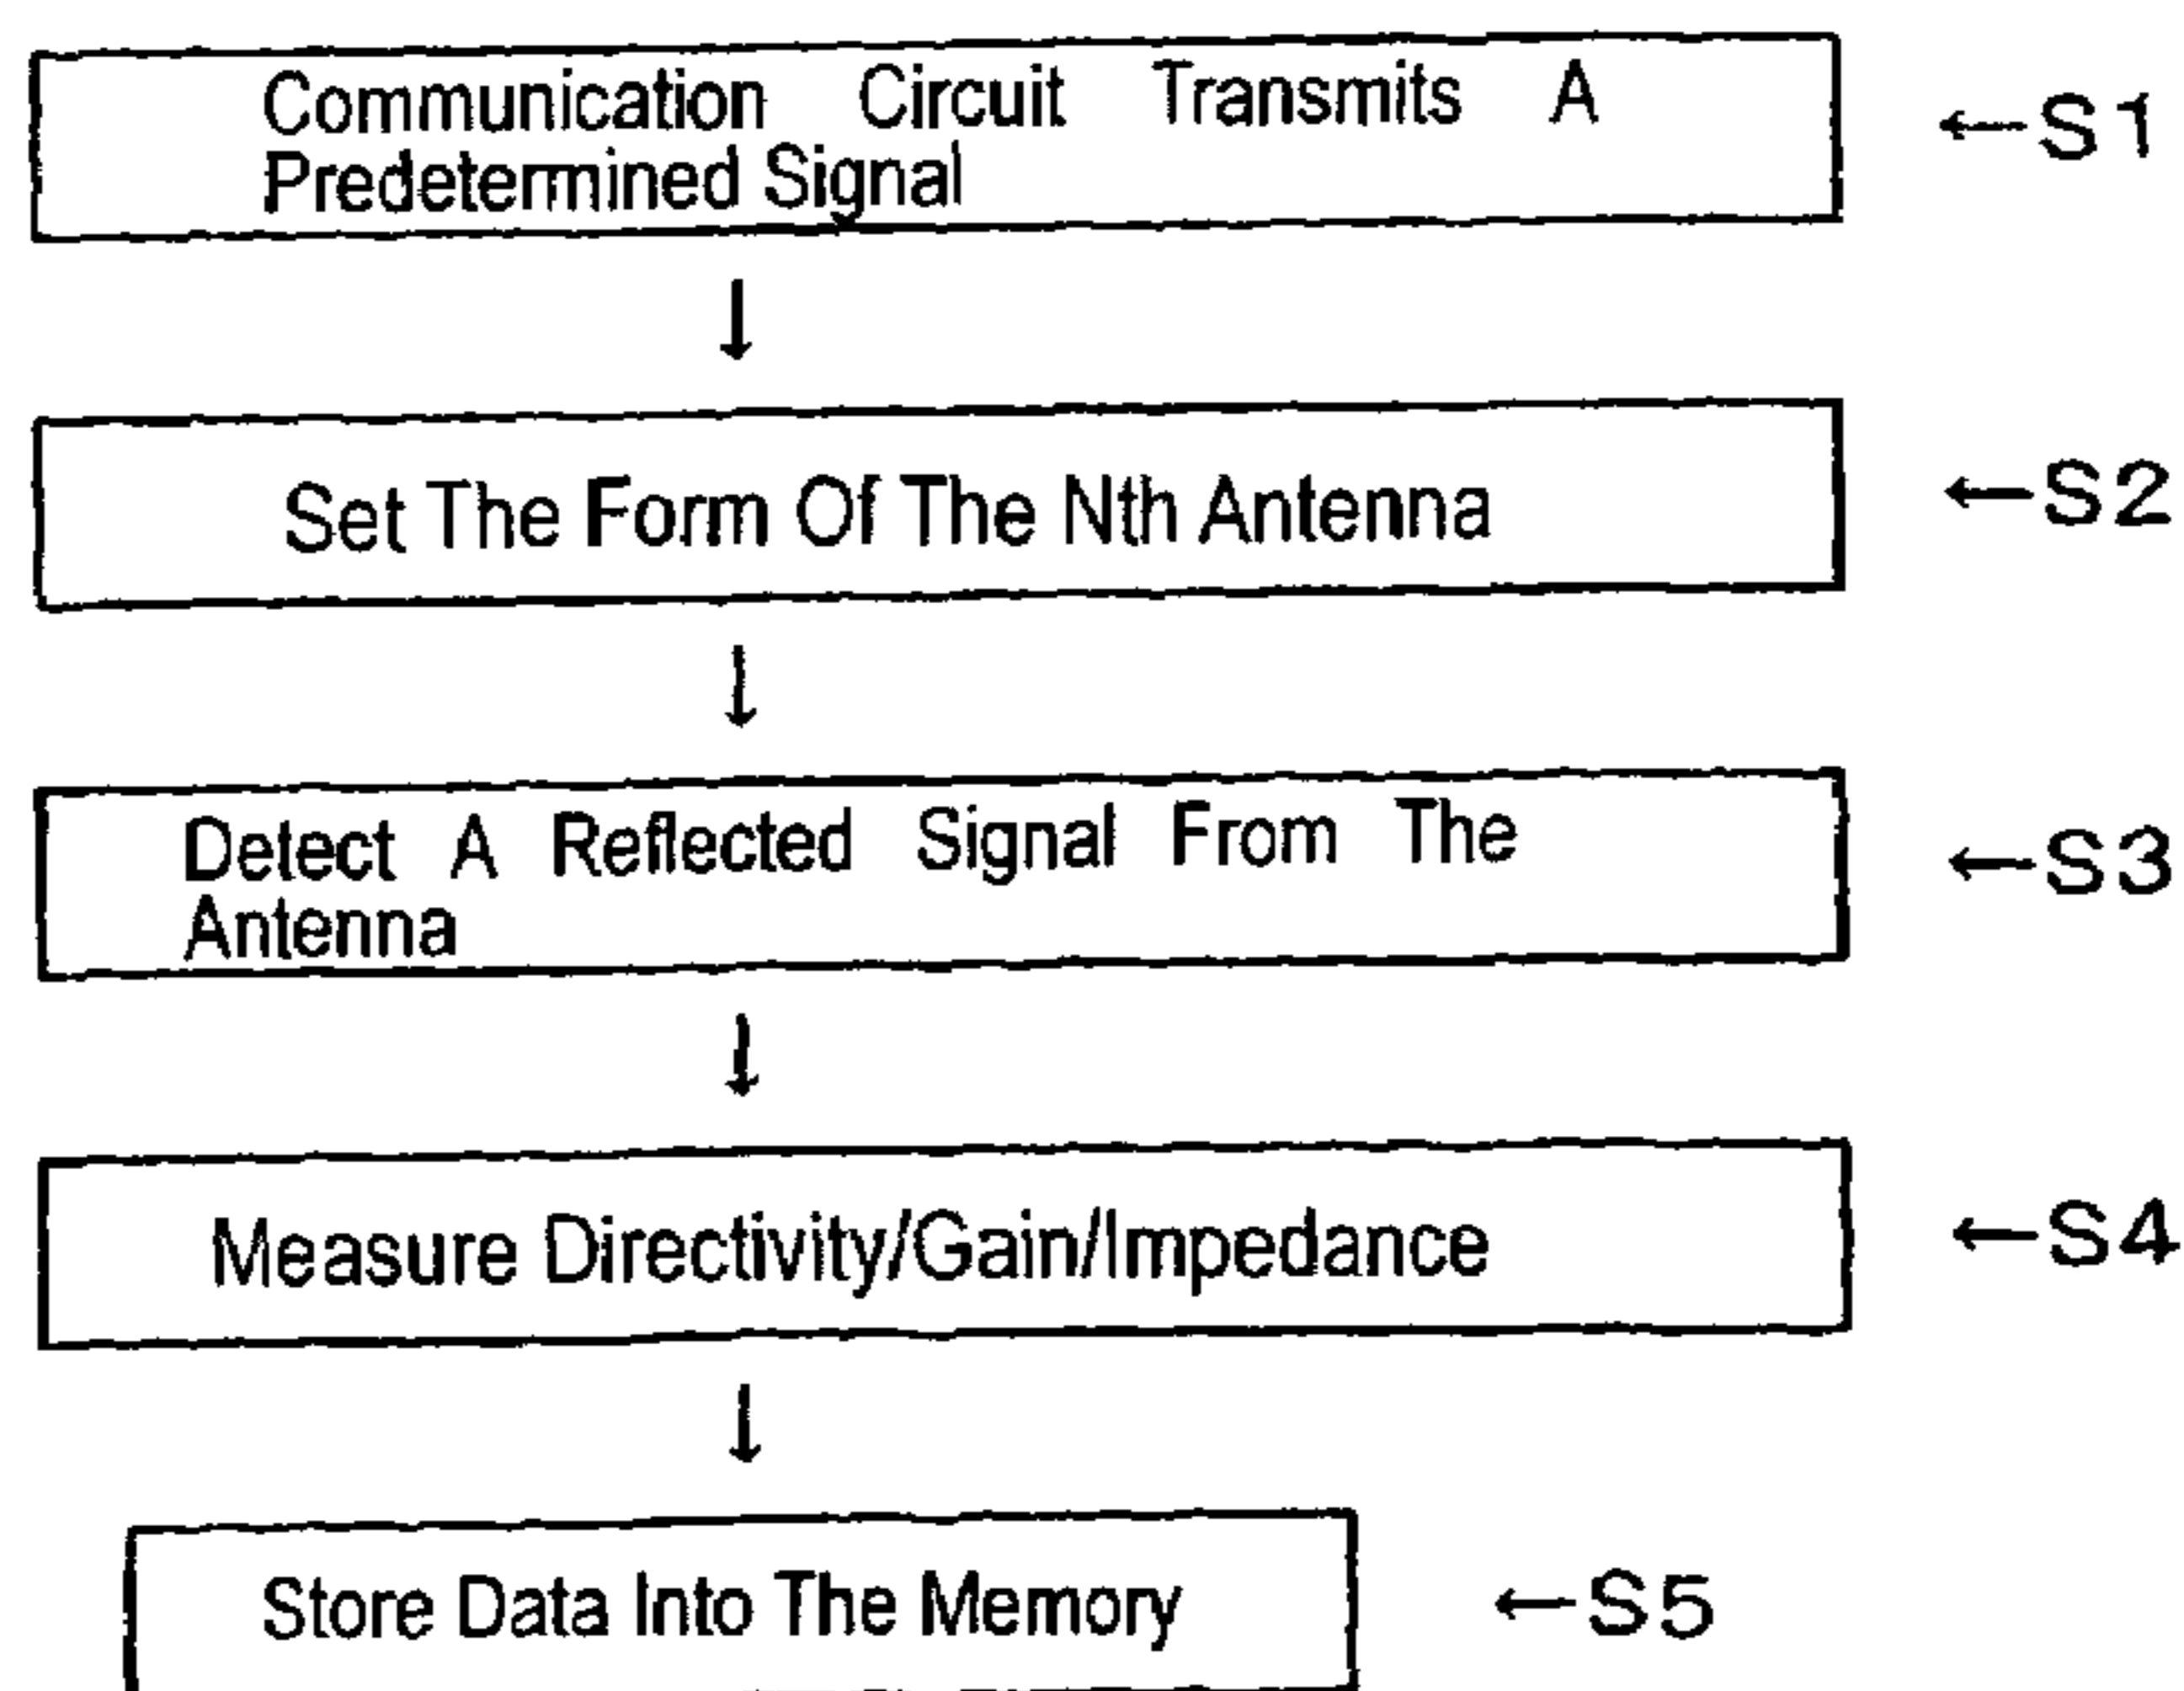 Communication Circuit Transmits A
Predetermined Signal
←S1
Set The Form Of The Nth Antenna
←S2
Detect A Reflected Signal From The
Antenna
←S3
Measure Directivity/Gain/Impedance
←S4
Store Data Into The Memory
←S5